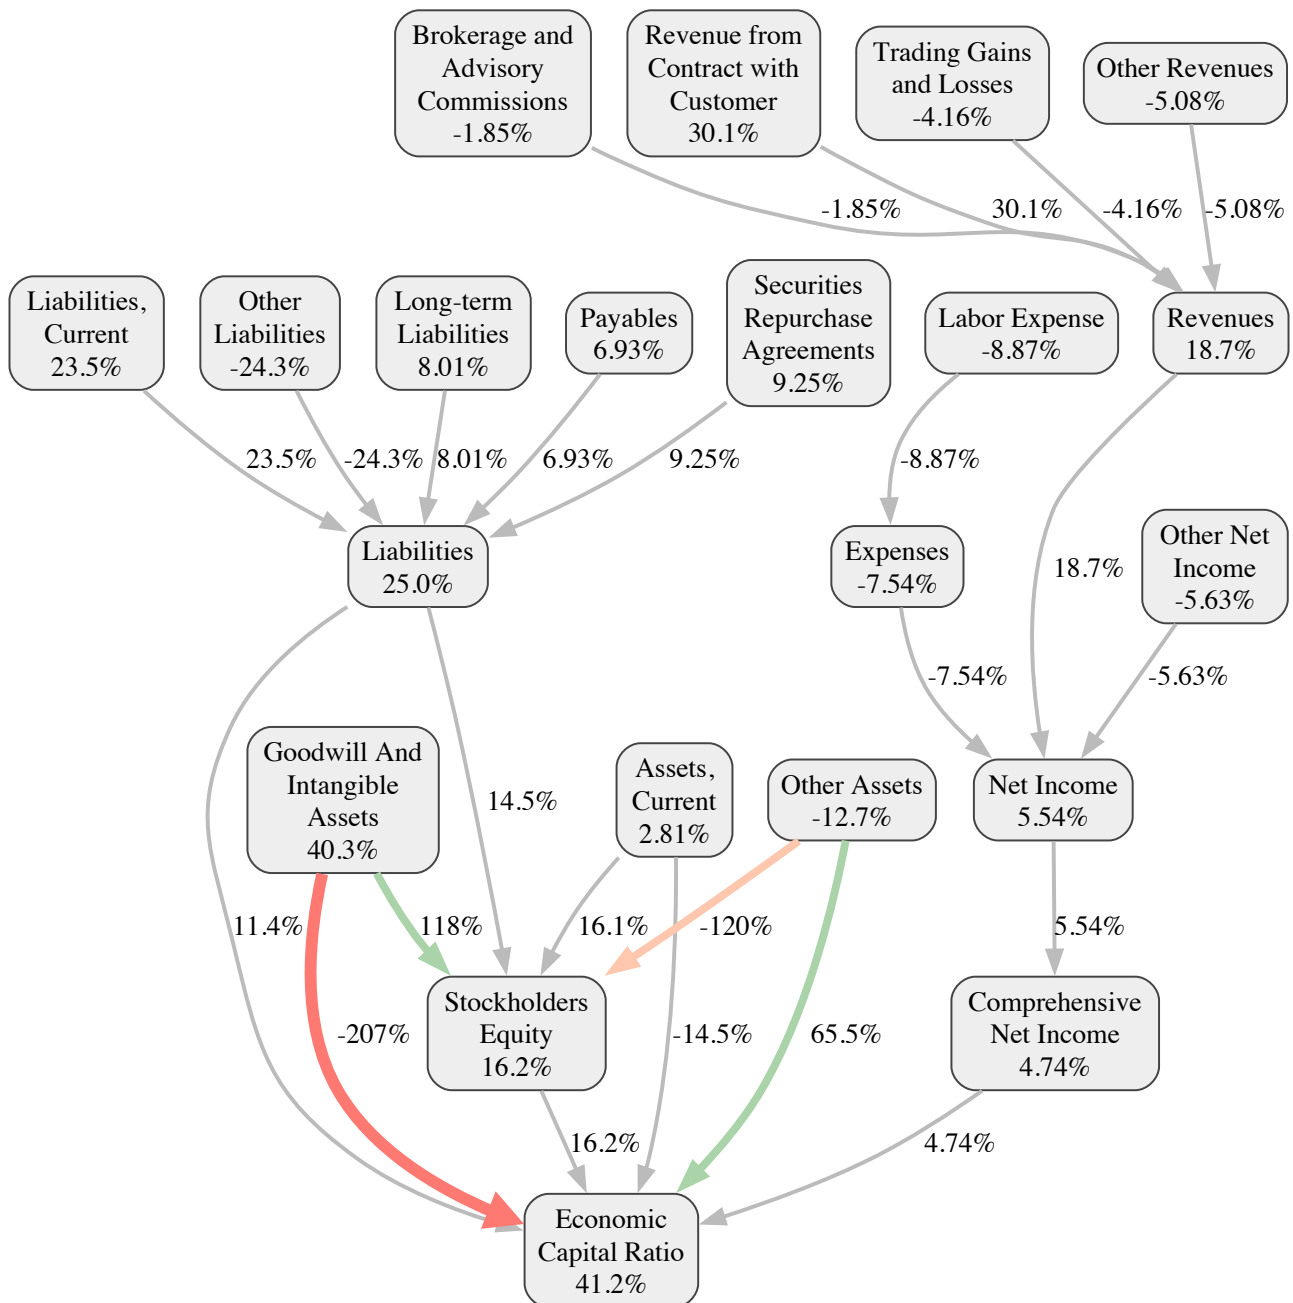 Brokerage and
Advisory
Commissions
-1.85%
Revenue from
Contract with
Customer
30.1%
Trading Gains
and Losses
-4.16%
Other Revenues
-5.08%
-1.85%
30.1%
-4.16%
-5.08%
Liabilities,
Current
23.5%
Other
Liabilities
-24.3%
Long-term
Liabilities
8.01%
Payables
6.93%
Securities
Repurchase
Agreements
9.25%
Labor Expense
-8.87%
Revenues
18.7%
23.5%
-24.3%
8.01%
6.93%
9.25%
-8.87%
Liabilities
25.0%
Expenses
-7.54%
18.7%
Other Net
Income
-5.63%
-7.54%
-5.63%
Goodwill And
Intangible
Assets
40.3%
14.5%
Assets,
Current
2.81%
Other Assets
-12.7%
Net Income
5.54%
11.4%
118%
16.1%
-120%
5.54%
Stockholders
Equity
16.2%
-207%
-14.5%
65.5%
Comprehensive
Net Income
4.74%
16.2%
4.74%
Economic
Capital Ratio
41.2%